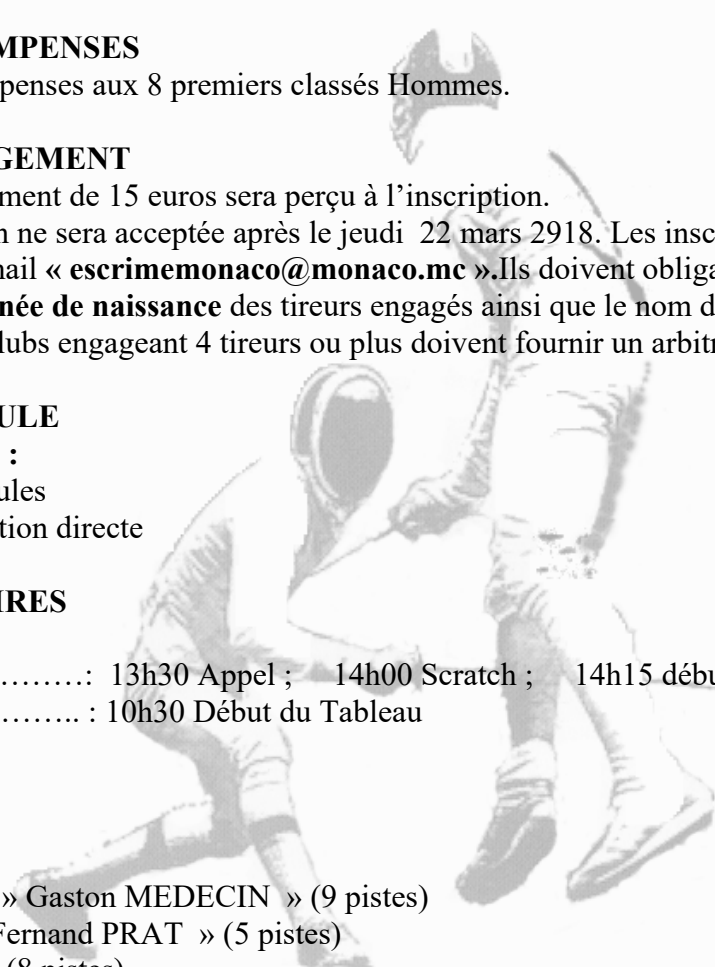 MPENSES
penses aux 8 premiers classés Hommes.
GEMENT
ment de 15 euros sera perçu à l’inscription.
n ne sera acceptée après le jeudi  22 mars 2918. Les insc
nail « escrimemonaco@monaco.mc ».Ils doivent obliga
née de naissance des tireurs engagés ainsi que le nom d
lubs engageant 4 tireurs ou plus doivent fournir un arbitr
ULE
:
ules
tion directe
IRES
………: 13h30 Appel ; 14h00 Scratch ; 14h15 débu
…….. : 10h30 Début du Tableau
» Gaston MEDECIN » (9 pistes)
Fernand PRAT » (5 pistes)
(8 pistes)